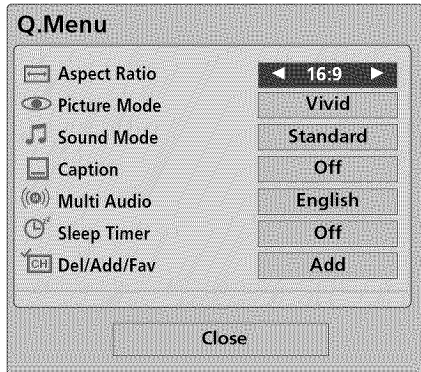 Q.Menu
Aspect Ratio ◄ 16:9 ►
Picture Mode Vivid
Sound Mode Standard
Caption Off
Multi Audio English
Sleep Timer Off
CH Del/Add/Fav Add
Close